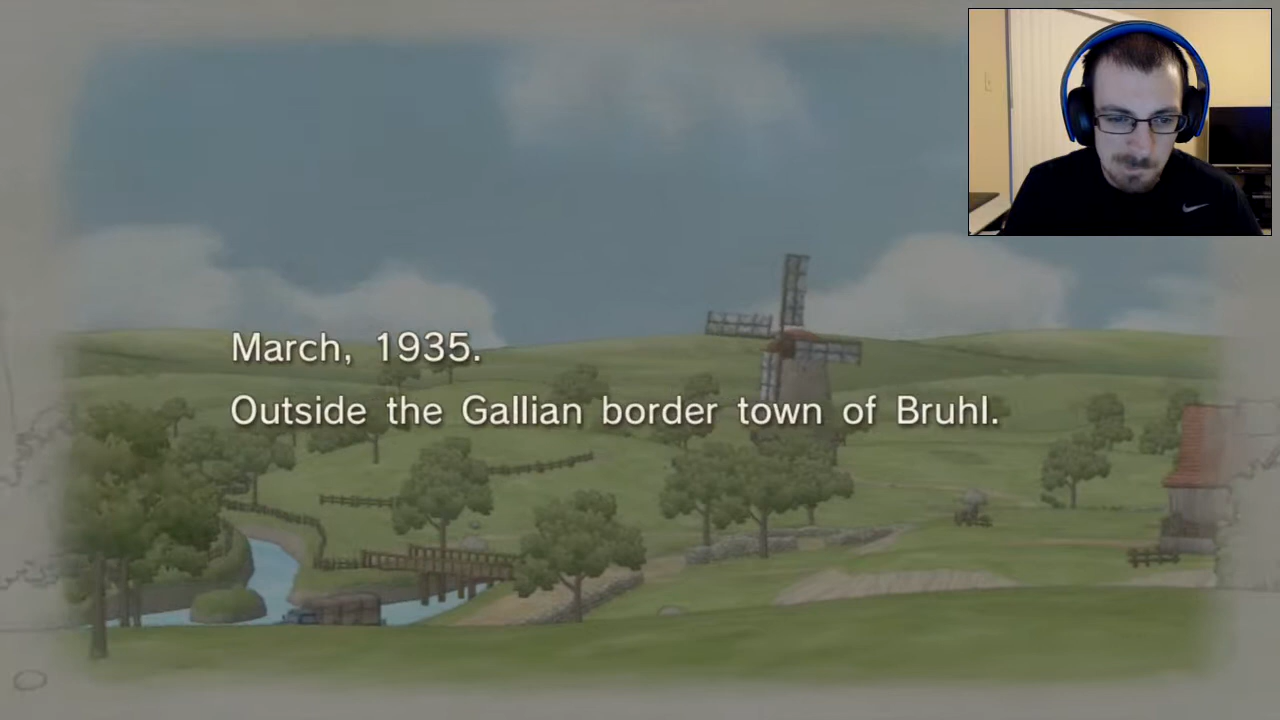 March, 1935.
Outside the Gallian border town of Bruhl.